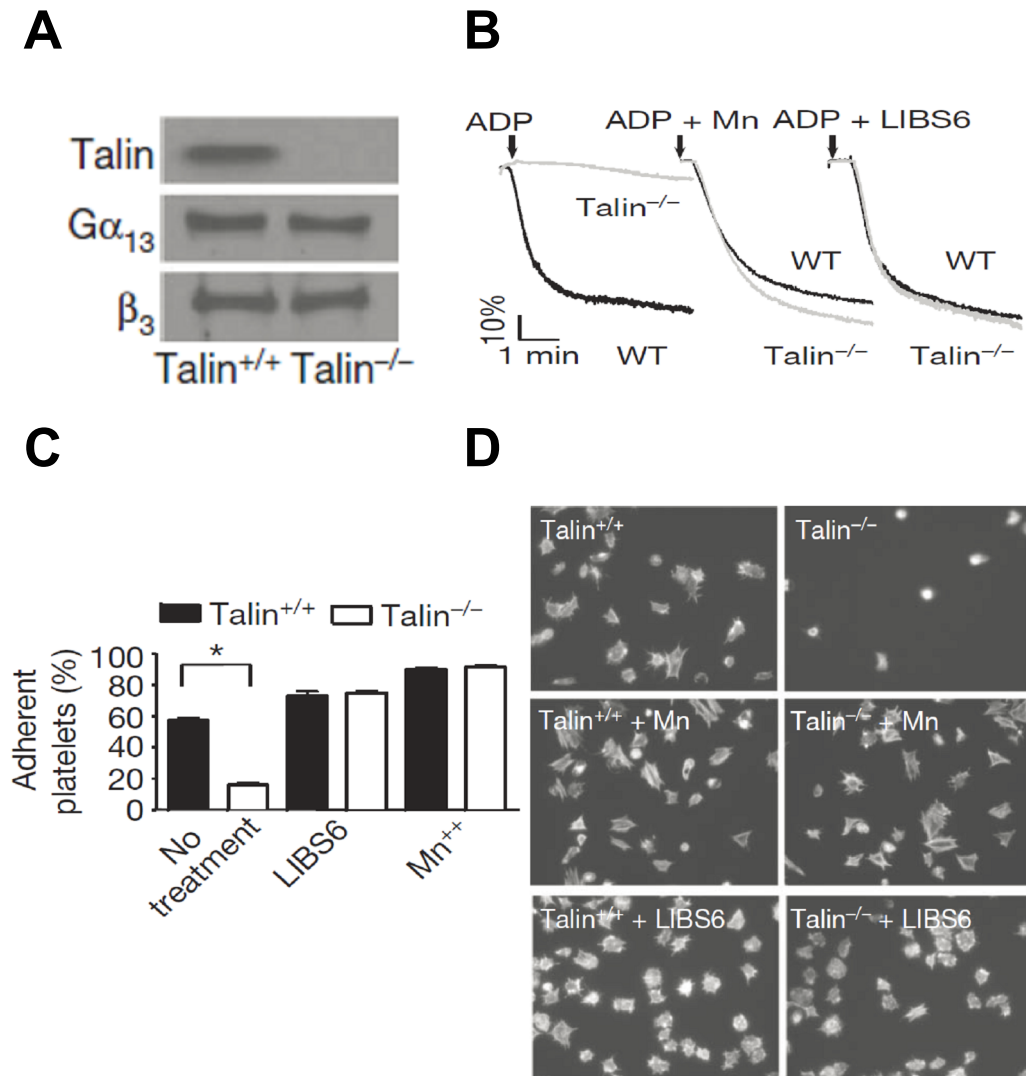 A
Talin
Gα13
β3
Talin+/+ Talin−/−
B
ADP
ADP + Mn
ADP + LIBS6
Talin−/−
WT
WT
10%
1 min
WT
Talin−/−
Talin−/−
C
Talin+/+
Talin−/−
*
Adherent
platelets (%)
100
80
60
40
20
0
No
treatment
LIBS6
Mn++
D
Talin+/+
Talin−/−
Talin+/+ + Mn
Talin−/− + Mn
Talin+/+ + LIBS6
Talin−/− + LIBS6